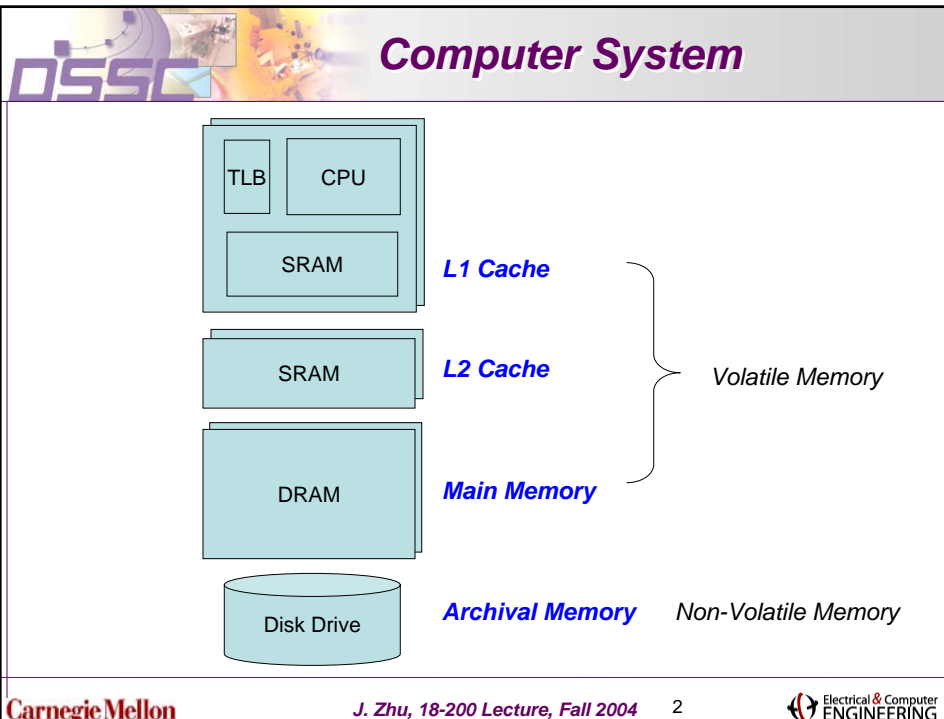 DSSC
Computer System
TLB
CPU
SRAM
L1 Cache
SRAM
L2 Cache
Volatile Memory
DRAM
Main Memory
Disk Drive
Archival Memory
Non-Volatile Memory
Carnegie Mellon
J. Zhu, 18-200 Lecture, Fall 2004
2
Electrical & Computer
ENGINEERING